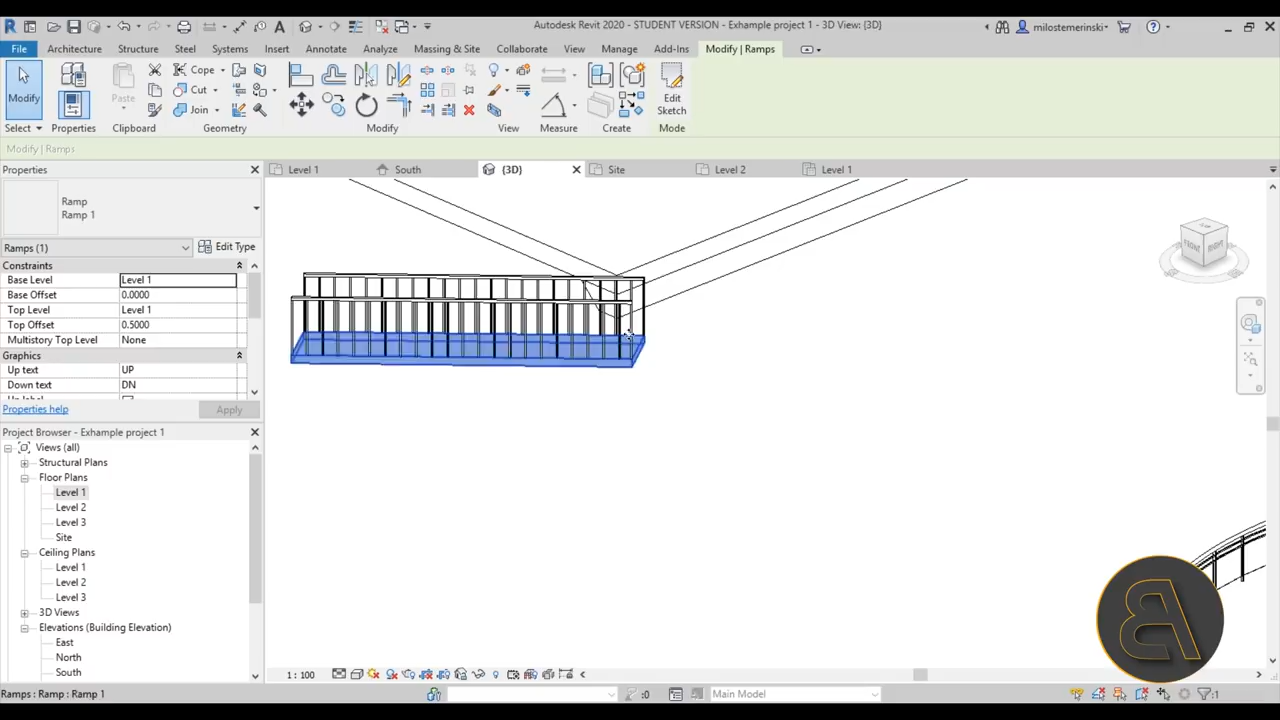 Autodesk Revit 2020 - STUDENT VERSION - Exhample project 1 - 3D View: {3D}
milostemerinski
File Architecture Structure Steel Systems Insert Annotate Analyze Massing & Site Collaborate View Manage Add-Ins Modify | Ramps
Modify Paste Cope Cut Join Edit Sketch
Select Properties Clipboard Geometry Modify View Measure Create Mode
Modify | Ramps
Properties
Level 1 South {3D} Site Level 2 Level 1
Ramp
Ramp 1
Ramps (1) Edit Type
Constraints
Base Level Level 1
Base Offset 0.0000
Top Level Level 1
Top Offset 0.5000
Multistory Top Level None
Graphics
Up text UP
Down text DN
Properties help Apply
FRONT RIGHT
Project Browser - Exhample project 1
Views (all)
Structural Plans
Floor Plans
Level 1
Level 2
Level 3
Site
Ceiling Plans
Level 1
Level 2
Level 3
3D Views
Elevations (Building Elevation)
East
North
South
1 : 100
Ramps : Ramp : Ramp 1
:0
Main Model
:1